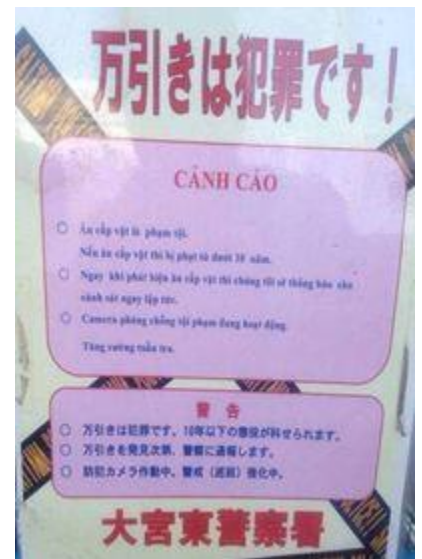 万引きは犯罪です！
CẢNH CÁO
○ Ăn cắp vặt là phạm tội.
Nếu ăn cắp vặt thì bị phạt tù dưới 10 năm.
○ Ngay khi phát hiện ăn cắp vặt thì chúng tôi sẽ thông báo cho
cảnh sát ngay lập tức.
○ Camera phòng chống tội phạm đang hoạt động.
Tăng cường tuần tra.
警告
○ 万引きは犯罪です。10年以下の懲役が科せられます。
○ 万引きを発見次第、警察に通報します。
○ 防犯カメラ作動中、警戒（巡回）強化中。
大宮東警察署